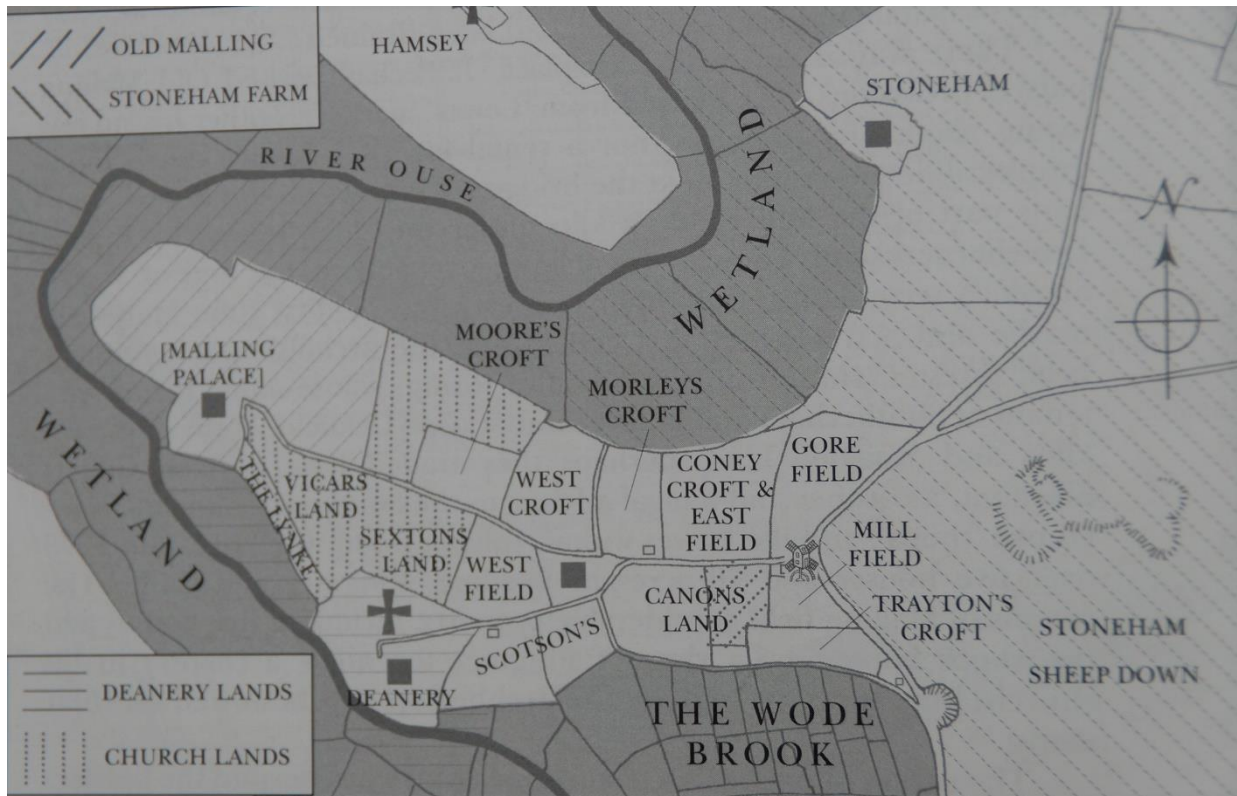 OLD MALLING
STONEHAM FARM
HAMSEY
STONEHAM
RIVER OUSE
WETLAND
N
MOORE'S
CROFT
[MALLING
PALACE]
MORLEYS
CROFT
WETLAND
THE LYNKE
VICARS
LAND
SEXTONS
LAND
WEST
CROFT
WEST
FIELD
CONEY
CROFT &
EAST
FIELD
GORE
FIELD
MILL
FIELD
CANONS
LAND
TRAYTON'S
CROFT
SCOTSON'S
STONEHAM
SHEEP DOWN
DEANERY
THE WODE
BROOK
DEANERY LANDS
CHURCH LANDS